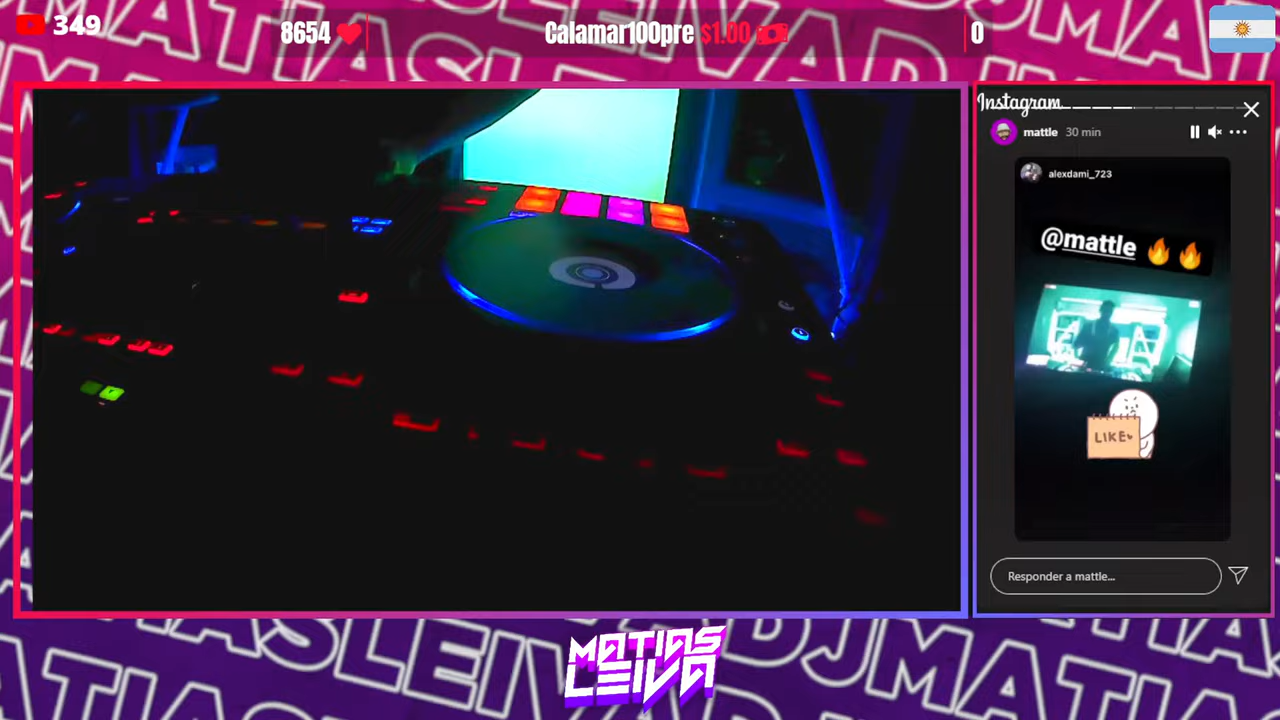 349
8654
Calamar100pre $1.00
0
Instagram
mattle 30 min
alexdami_723
@mattle
LIKE
Responder a mattle...
MATIAS
LEIVA